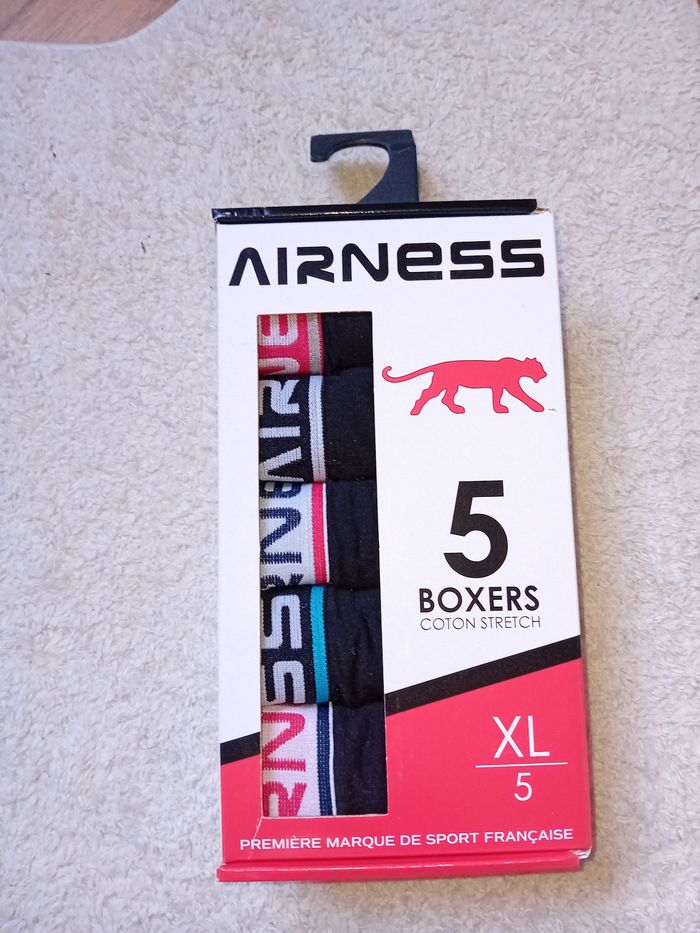 AIRNESS
5
BOXERS
COTON STRETCH
XL
5
PREMIÈRE MARQUE DE SPORT FRANÇAISE